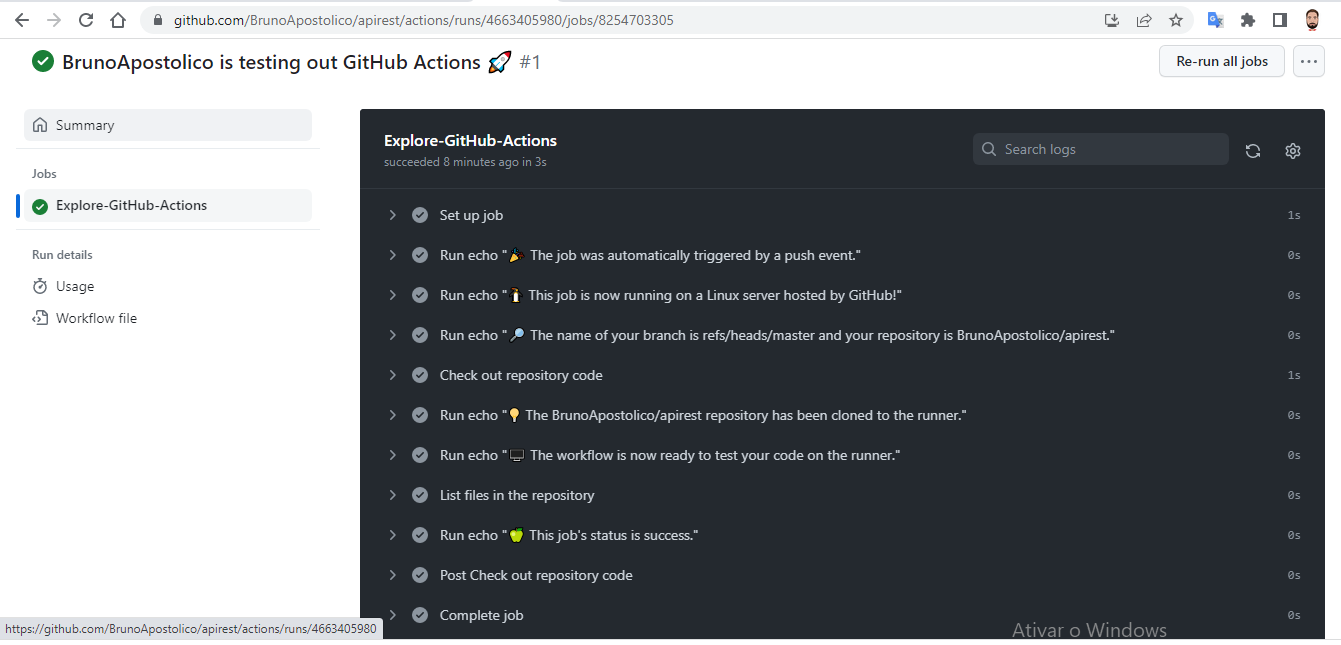 github.com/BrunoApostolico/apirest/actions/runs/4663405980/jobs/8254703305
BrunoApostolico is testing out GitHub Actions 🚀 #1
Re-run all jobs
Summary
Jobs
Explore-GitHub-Actions
Run details
Usage
Workflow file
Explore-GitHub-Actions
succeeded 8 minutes ago in 3s
Search logs
Set up job 1s
Run echo "🎉 The job was automatically triggered by a push event." 0s
Run echo "🐧 This job is now running on a Linux server hosted by GitHub!" 0s
Run echo "🔎 The name of your branch is refs/heads/master and your repository is BrunoApostolico/apirest." 0s
Check out repository code 1s
Run echo "💡 The BrunoApostolico/apirest repository has been cloned to the runner." 0s
Run echo "🖥️ The workflow is now ready to test your code on the runner." 0s
List files in the repository 0s
Run echo "🍏 This job's status is success." 0s
Post Check out repository code 0s
Complete job 0s
https://github.com/BrunoApostolico/apirest/actions/runs/4663405980
Ativar o Windows